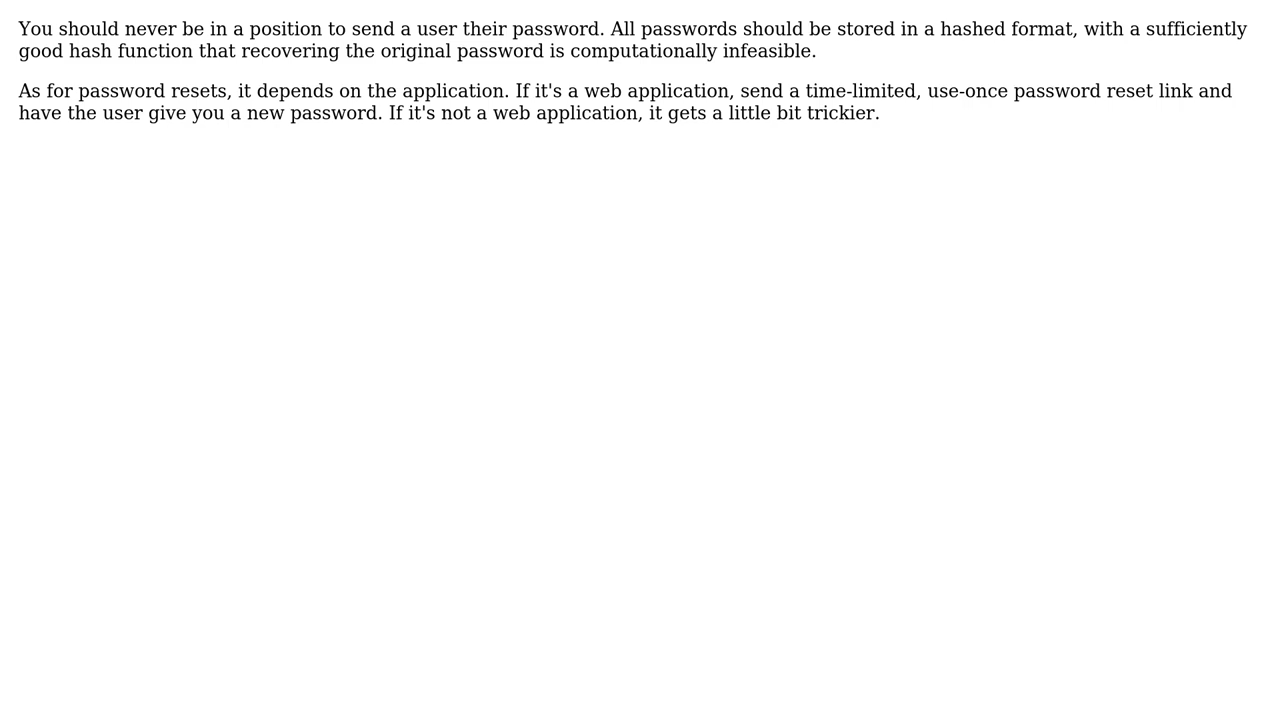 You should never be in a position to send a user their password. All passwords should be stored in a hashed format, with a sufficiently
good hash function that recovering the original password is computationally infeasible.
As for password resets, it depends on the application. If it's a web application, send a time-limited, use-once password reset link and
have the user give you a new password. If it's not a web application, it gets a little bit trickier.